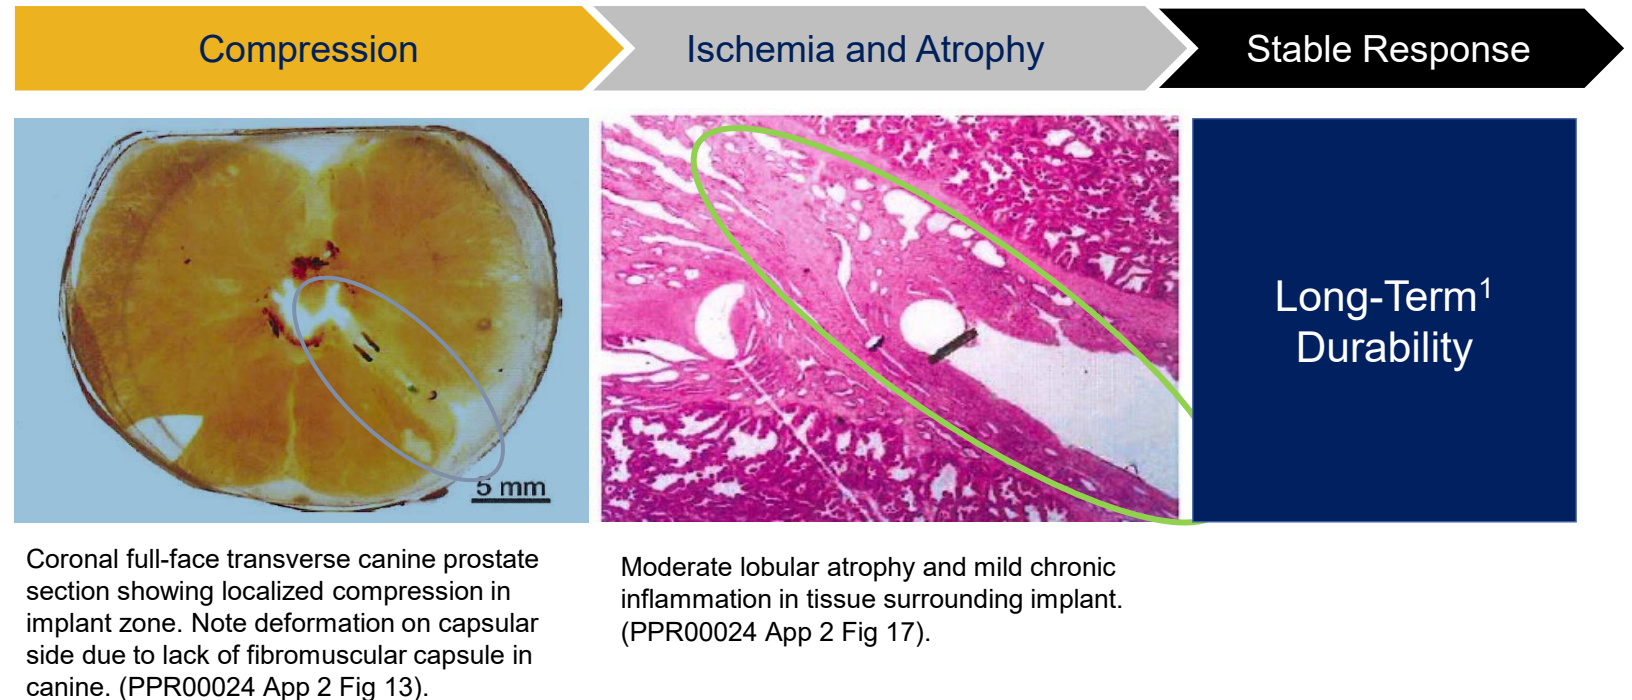 Compression
Ischemia and Atrophy
Stable Response
5 mm
Long-Term¹
Durability
Coronal full-face transverse canine prostate
section showing localized compression in
implant zone. Note deformation on capsular
side due to lack of fibromuscular capsule in
canine. (PPR00024 App 2 Fig 13).
Moderate lobular atrophy and mild chronic
inflammation in tissue surrounding implant.
(PPR00024 App 2 Fig 17).